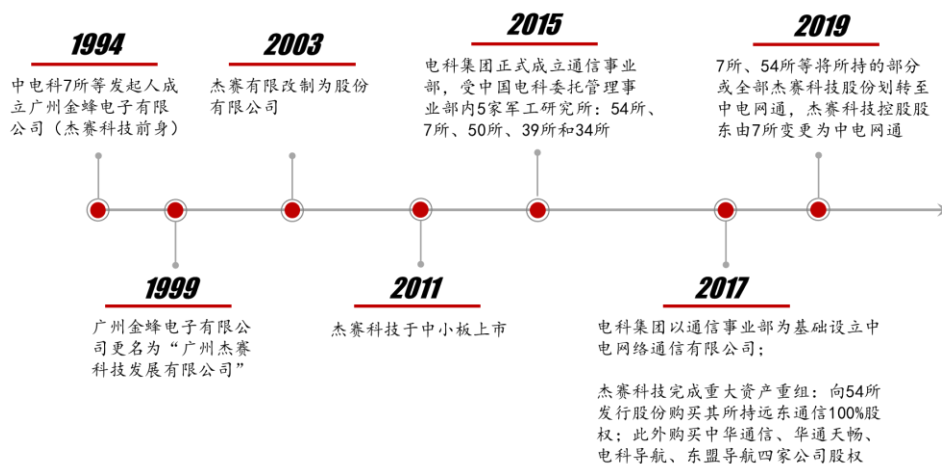 1994
中电科7所等发起人成
立广州金蜂电子有限
公司（杰赛科技前身）
2003
杰赛有限改制为股份
有限公司
2015
电科集团正式成立通信事业
部，受中国电科委托管理事
业部内5家军工研究所：54所、
7所、50所、39所和34所
2019
7所、54所等将所持的部分
或全部杰赛科技股份划转至
中电网通，杰赛科技控股股
东由7所变更为中电网通
1999
广州金蜂电子有限公
司更名为“广州杰赛
科技发展有限公司”
2011
杰赛科技于中小板上市
2017
电科集团以通信事业部为基础设立中
电网络通信有限公司；
杰赛科技完成重大资产重组：向54所
发行股份购买其所持远东通信100%股
权；此外购买中华通信、华通天畅、
电科导航、东盟导航四家公司股权